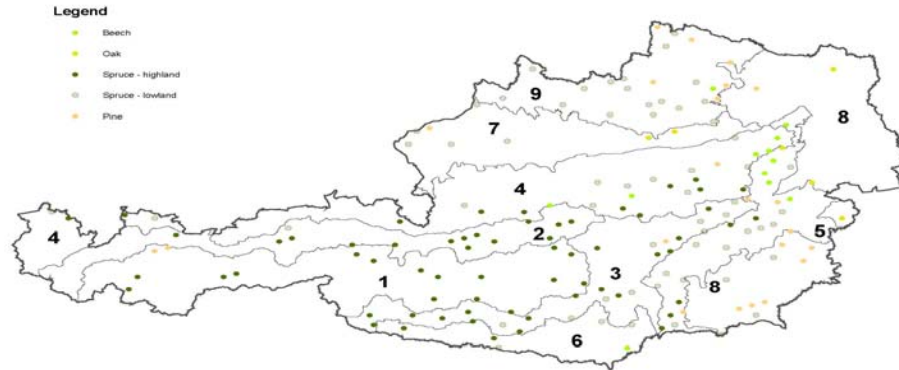 Legend
Beech
Oak
Spruce - highland
Spruce - lowland
Pine
9
7
8
4
4
2
5
1
3
8
6